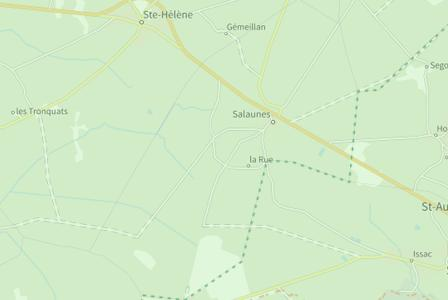 Ste-Hélène
Gémeillan
Sego
les Tronquats
Salaunes
Ho
la Rue
St-Au
Issac